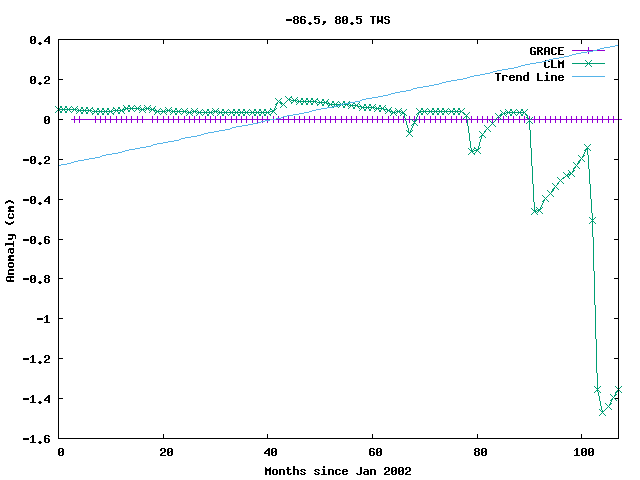 -86.5, 80.5 TWS
GRACE
CLM
Trend Line
0.4
0.2
0
-0.2
-0.4
-0.6
-0.8
-1
-1.2
-1.4
-1.6
Anomaly (cm)
0 20 40 60 80 100
Months since Jan 2002